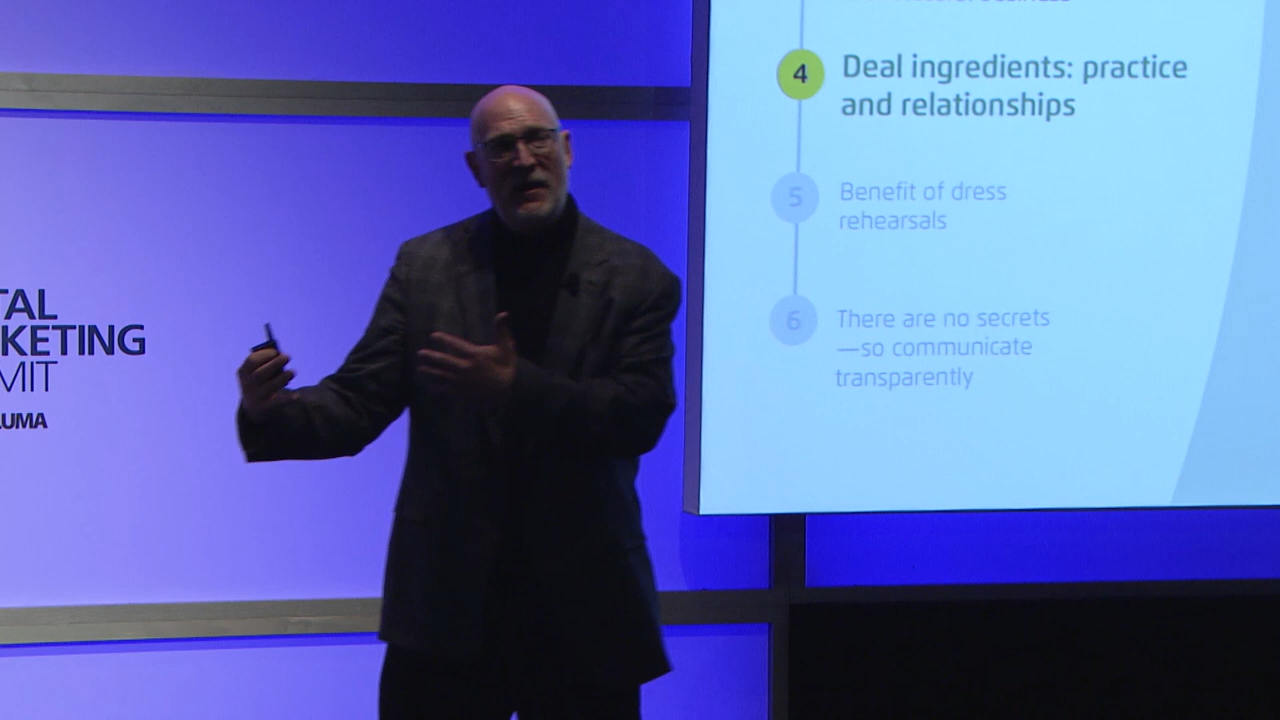 TAL
KETING
MIT
LUMA
4
Deal ingredients: practice
and relationships
5
Benefit of dress
rehearsals
6
There are no secrets
—so communicate
transparently